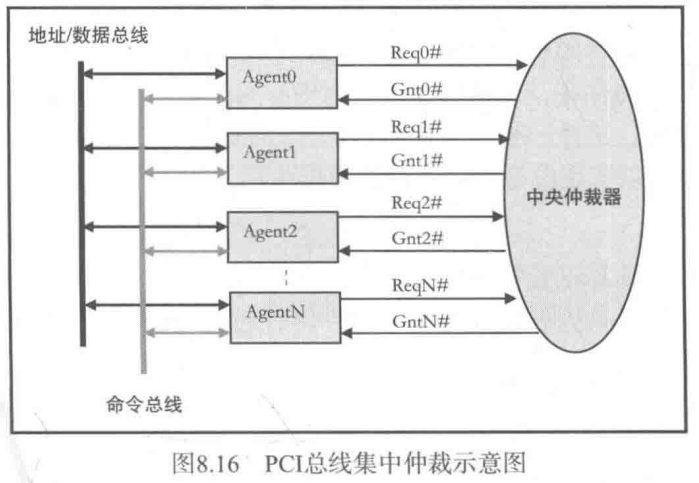 地址/数据总线
Agent0
Req0#
Gnt0#
Agent1
Req1#
Gnt1#
中央仲裁器
Agent2
Req2#
Gnt2#
AgentN
ReqN#
GntN#
命令总线
图8.16 PCI总线集中仲裁示意图